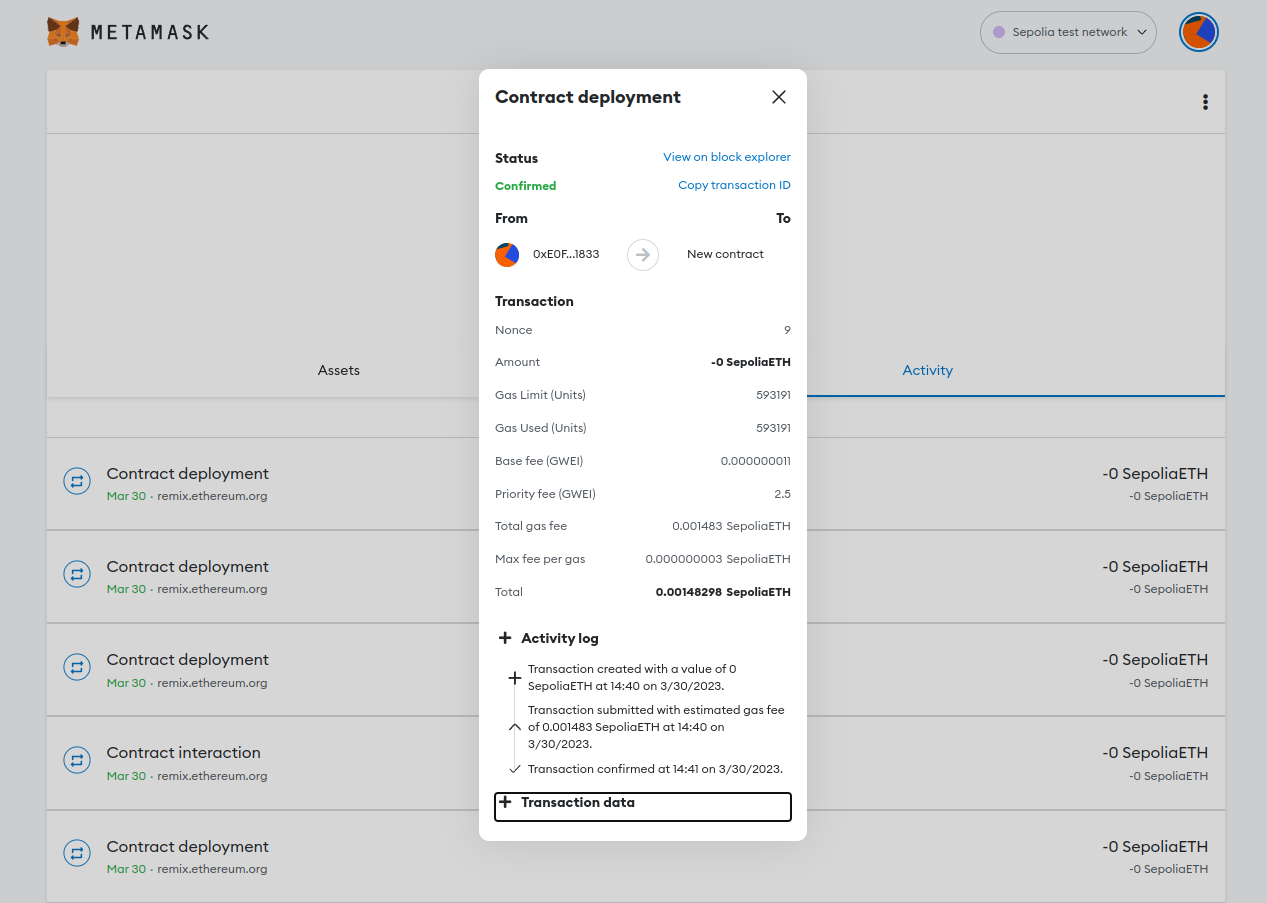 METAMASK
Sepolia test network
Contract deployment
Status
View on block explorer
Confirmed
Copy transaction ID
From
To
0xE0F...1833
New contract
Transaction
Nonce
9
Amount
-0 SepoliaETH
Gas Limit (Units)
593191
Gas Used (Units)
593191
Base fee (GWEI)
0.000000011
Priority fee (GWEI)
2.5
Total gas fee
0.001483 SepoliaETH
Max fee per gas
0.000000003 SepoliaETH
Total
0.00148298 SepoliaETH
Activity log
Transaction created with a value of 0
SepoliaETH at 14:40 on 3/30/2023.
Transaction submitted with estimated gas fee
of 0.001483 SepoliaETH at 14:40 on
3/30/2023.
Transaction confirmed at 14:41 on 3/30/2023.
Transaction data
Assets
Activity
Contract deployment
-0 SepoliaETH
Mar 30 · remix.ethereum.org
-0 SepoliaETH
Contract deployment
-0 SepoliaETH
Mar 30 · remix.ethereum.org
-0 SepoliaETH
Contract deployment
-0 SepoliaETH
Mar 30 · remix.ethereum.org
-0 SepoliaETH
Contract interaction
-0 SepoliaETH
Mar 30 · remix.ethereum.org
-0 SepoliaETH
Contract deployment
-0 SepoliaETH
Mar 30 · remix.ethereum.org
-0 SepoliaETH